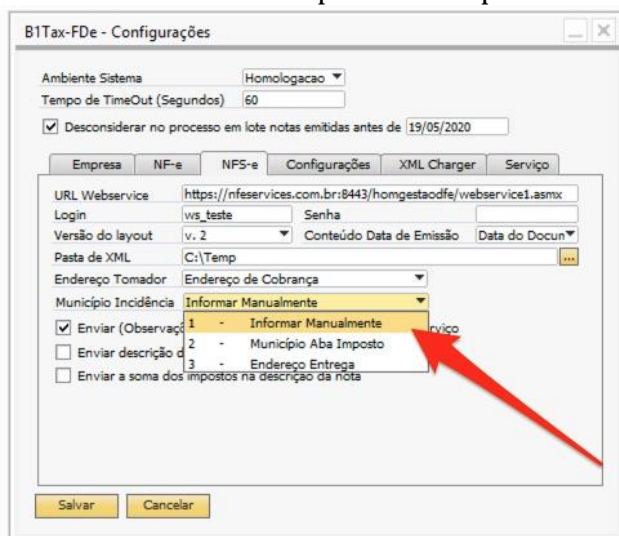 B1Tax-FDe - Configurações
Ambiente Sistema Homologacao
Tempo de TimeOut (Segundos) 60
Desconsiderar no processo em lote notas emitidas antes de 19/05/2020
Empresa NF-e NFS-e Configurações XML Charger Serviço
URL Webservice https://nfeservices.com.br:8443/homgestaodfe/webservice1.asmx
Login ws_teste Senha
Versão do layout v. 2 Conteúdo Data de Emissão Data do Docun
Pasta de XML C:\Temp ...
Endereço Tomador Endereço de Cobrança
Município Incidência Informar Manualmente
1 - Informar Manualmente
Enviar (Observaç
2 - Município Aba Imposto
Enviar descrição d
3 - Endereço Entrega
Enviar a soma dos impostos na descrição da nota
Salvar Cancelar